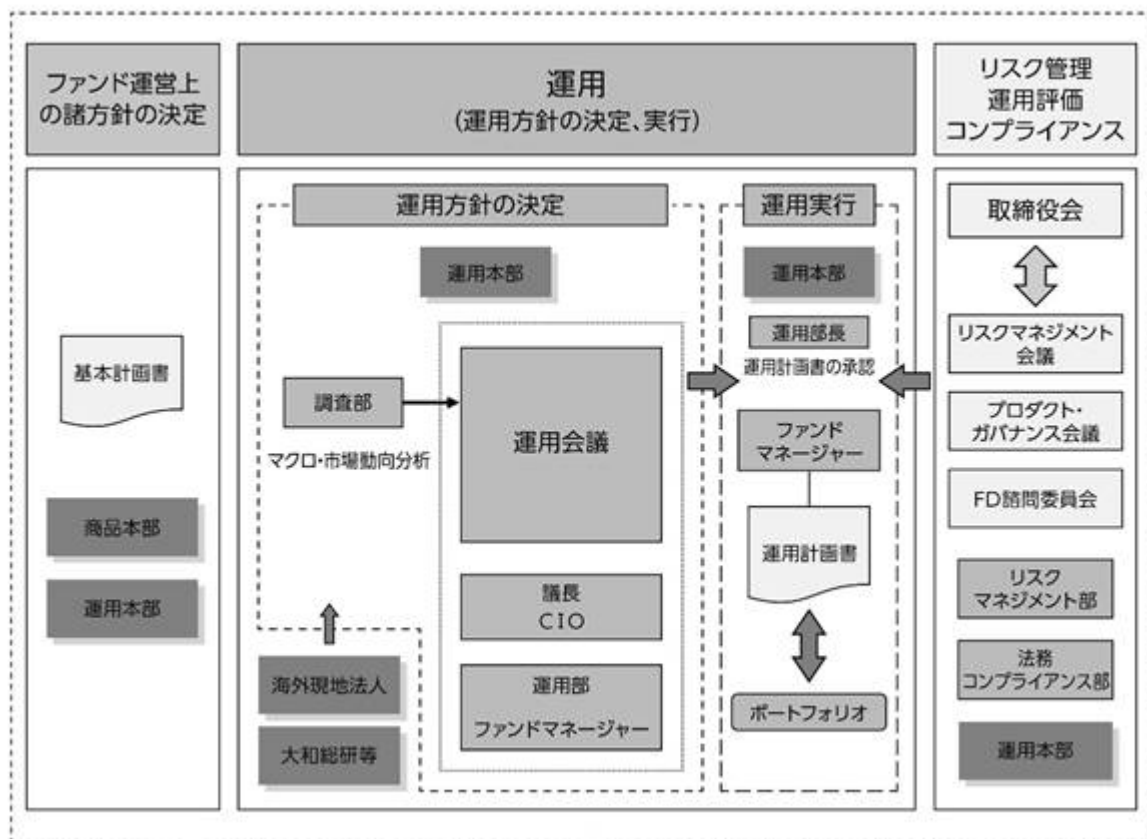 ファンド運営上
の諸方針の決定
運用
(運用方針の決定、実行)
リスク管理
運用評価
コンプライアンス
基本計画書
商品本部
運用本部
運用方針の決定
運用本部
調査部
マクロ・市場動向分析
運用会議
議長
CIO
運用部
ファンドマネージャー
海外現地法人
大和総研等
運用実行
運用本部
運用部長
運用計画書の承認
ファンド
マネージャー
運用計画書
ポートフォリオ
取締役会
リスクマネジメント
会議
プロダクト・
ガバナンス会議
FD諮問委員会
リスク
マネジメント部
法務
コンプライアンス部
運用本部